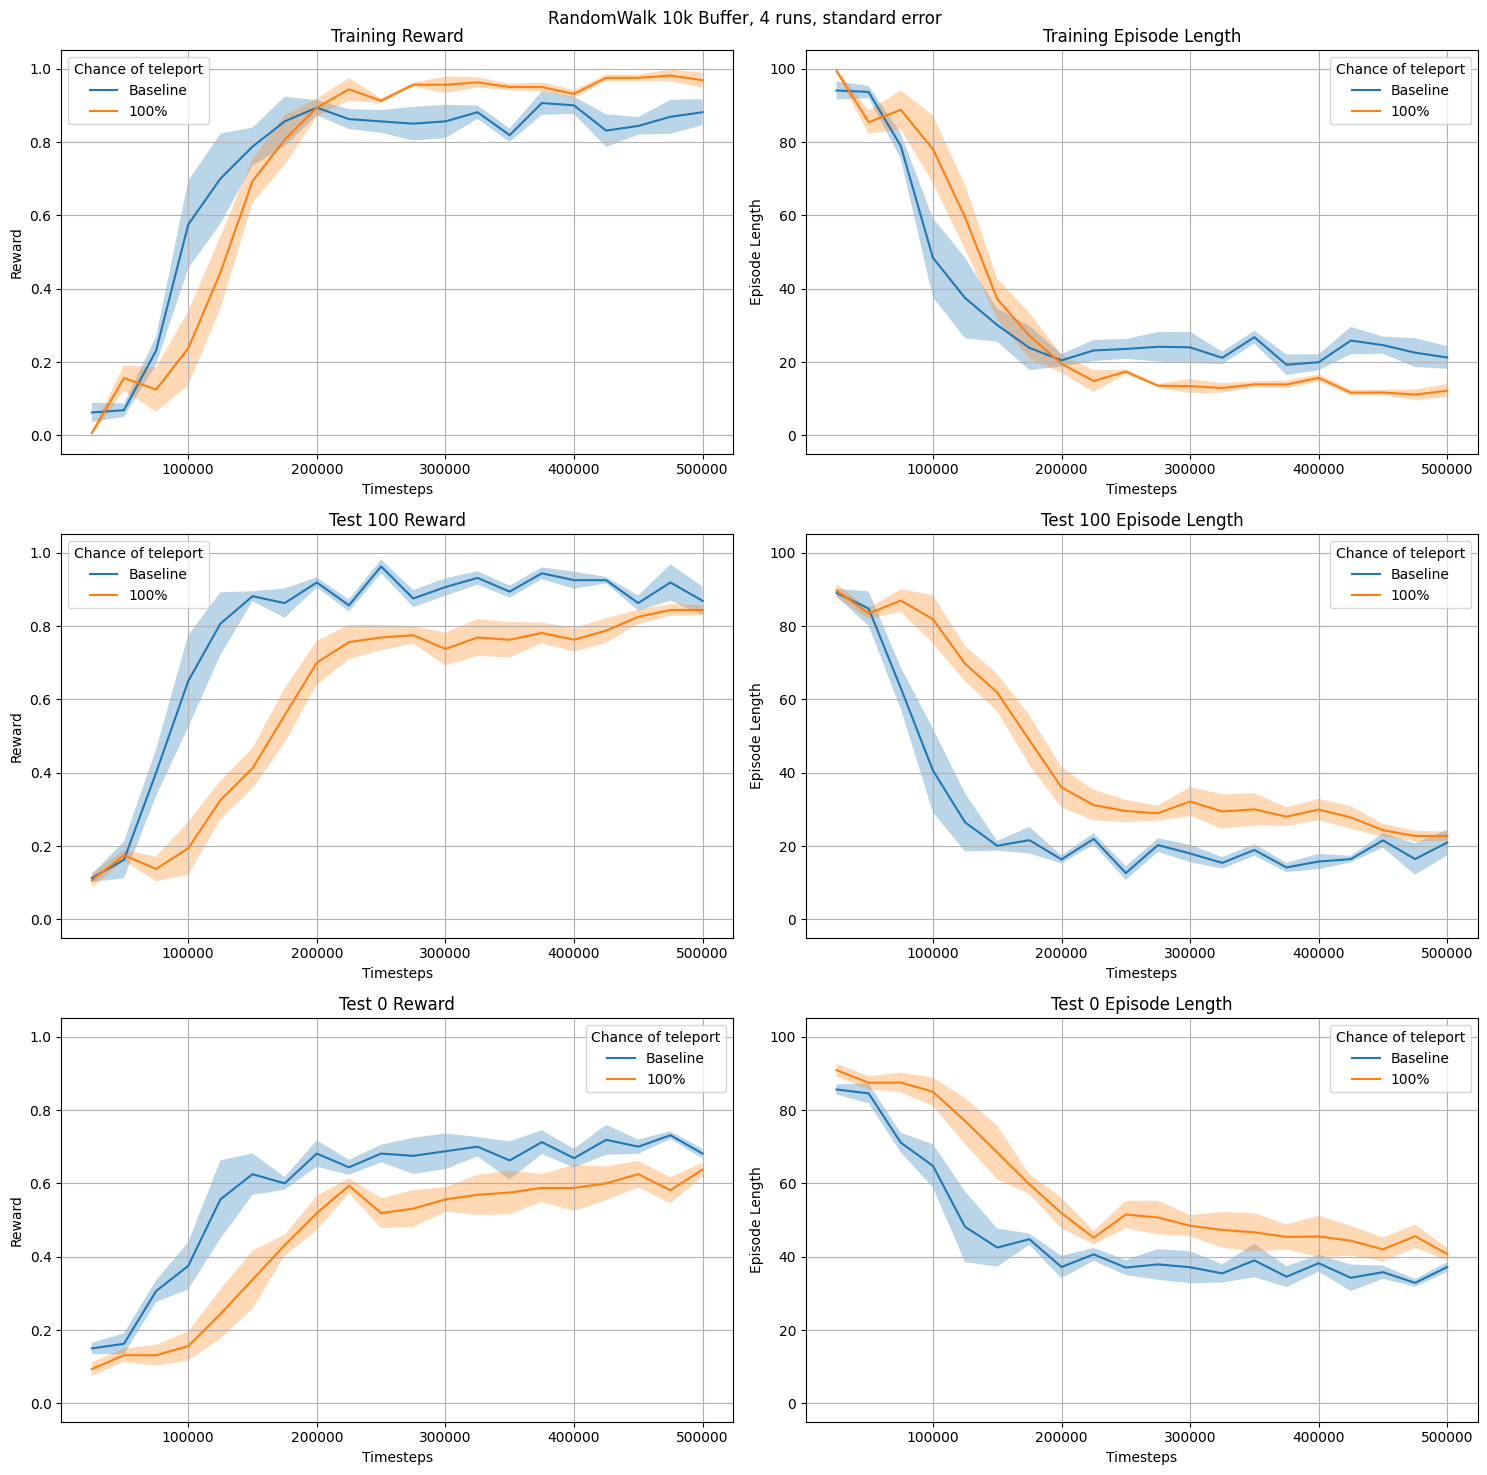 RandomWalk 10k Buffer, 4 runs, standard error
Training Reward
Training Episode Length
1.0
0.8
0.6
0.4
0.2
0.0
Reward
Chance of teleport
Baseline
100%
100000
200000
300000
400000
500000
Timesteps
100
80
60
40
20
0
Episode Length
Chance of teleport
Baseline
100%
100000
200000
300000
400000
500000
Timesteps
Test 100 Reward
Test 100 Episode Length
1.0
0.8
0.6
0.4
0.2
0.0
Reward
Chance of teleport
Baseline
100%
100000
200000
300000
400000
500000
Timesteps
100
80
60
40
20
0
Episode Length
Chance of teleport
Baseline
100%
100000
200000
300000
400000
500000
Timesteps
Test 0 Reward
Test 0 Episode Length
1.0
0.8
0.6
0.4
0.2
0.0
Reward
Chance of teleport
Baseline
100%
100000
200000
300000
400000
500000
Timesteps
100
80
60
40
20
0
Episode Length
Chance of teleport
Baseline
100%
100000
200000
300000
400000
500000
Timesteps